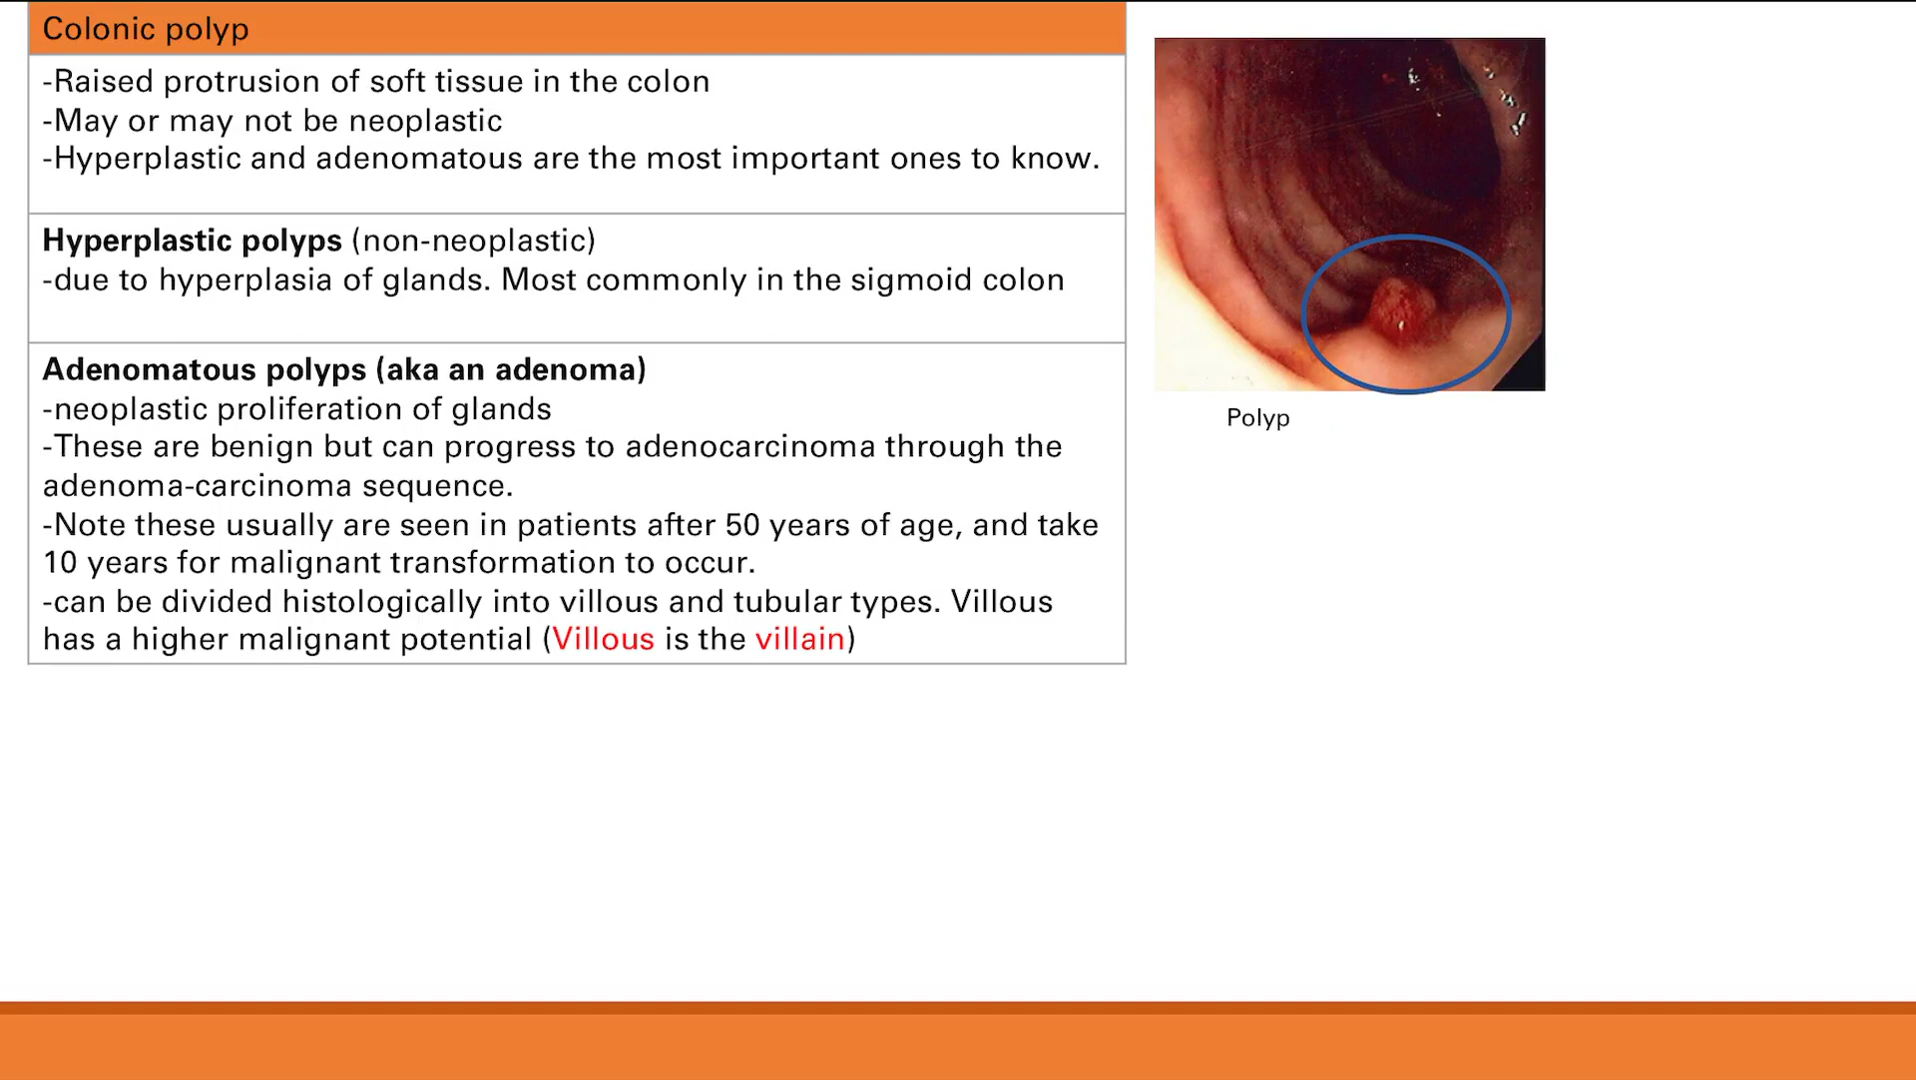 Colonic polyp
-Raised protrusion of soft tissue in the colon
-May or may not be neoplastic
-Hyperplastic and adenomatous are the most important ones to know.
Hyperplastic polyps (non-neoplastic)
-due to hyperplasia of glands. Most commonly in the sigmoid colon
Adenomatous polyps (aka an adenoma)
-neoplastic proliferation of glands
-These are benign but can progress to adenocarcinoma through the
adenoma-carcinoma sequence.
-Note these usually are seen in patients after 50 years of age, and take
10 years for malignant transformation to occur.
-can be divided histologically into villous and tubular types. Villous
has a higher malignant potential (Villous is the villain)
Polyp